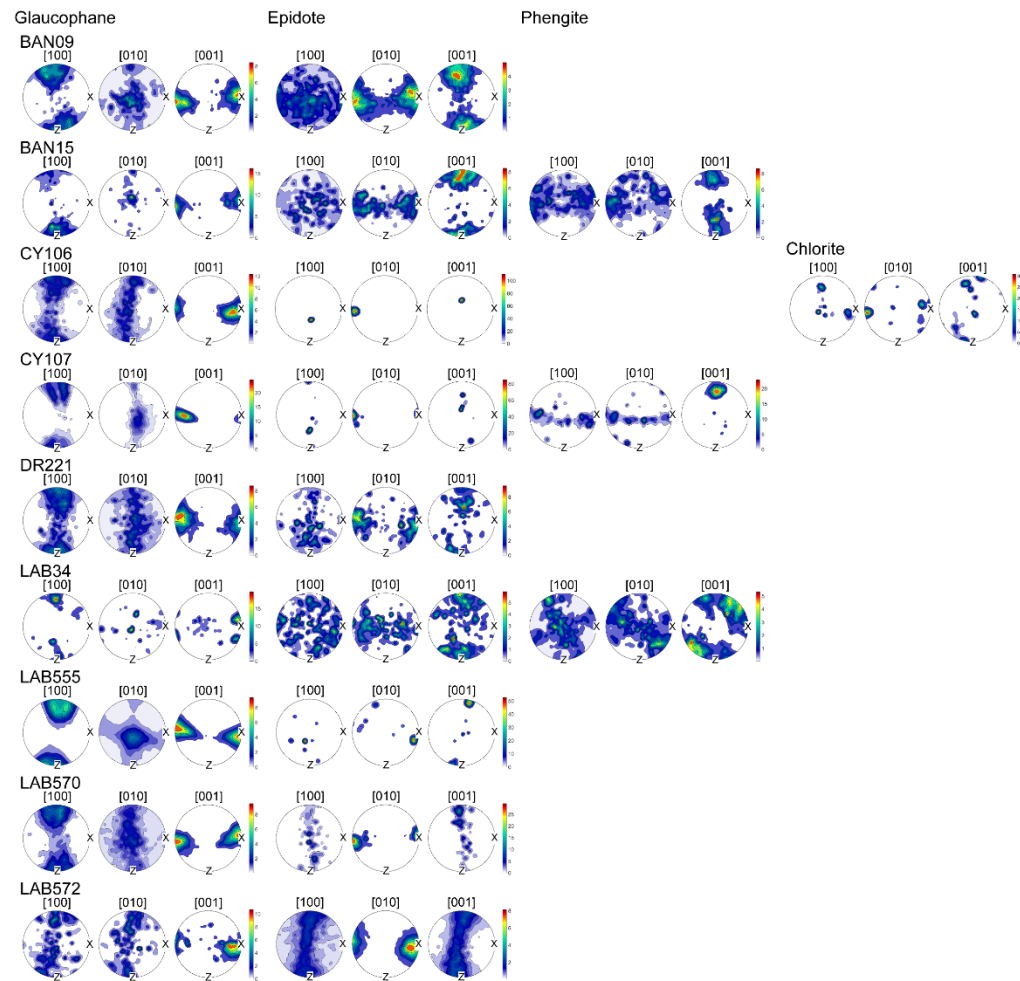 Glaucophane Epidote Phengite
BAN09
[100] [010] [001] [100] [010] [001]
X X X X X X
Z Z Z Z Z Z
BAN15
[100] [010] [001] [100] [010] [001] [100] [010] [001]
X X X X X X X X X
Z Z Z Z Z Z Z Z Z
Chlorite
CY106
[100] [010] [001] [100] [010] [001] [100] [010] [001]
X X X X X X X X X
Z Z Z Z Z Z Z Z Z
CY107
[100] [010] [001] [100] [010] [001] [100] [010] [001]
X X X X X X X X X
Z Z Z Z Z Z Z Z Z
DR221
[100] [010] [001] [100] [010] [001]
X X X X X X
Z Z Z Z Z Z
LAB34
[100] [010] [001] [100] [010] [001] [100] [010] [001]
X X X X X X X X X
Z Z Z Z Z Z Z Z Z
LAB555
[100] [010] [001] [100] [010] [001]
X X X X X X
Z Z Z Z Z Z
LAB570
[100] [010] [001] [100] [010] [001]
X X X X X X
Z Z Z Z Z Z
LAB572
[100] [010] [001] [100] [010] [001]
X X X X X X
Z Z Z Z Z Z